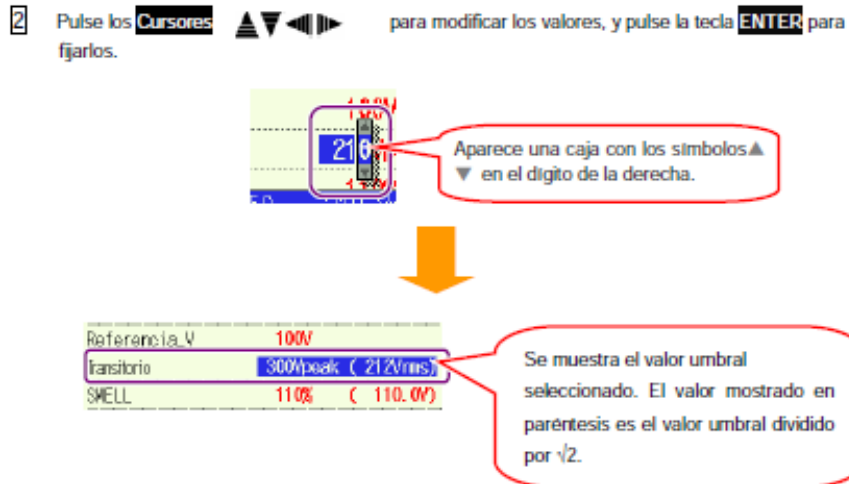 2 Pulse los Cursores ▲▼◀▶ para modificar los valores, y pulse la tecla ENTER para
fijarlos.
210
Aparece una caja con los símbolos▲
▼ en el dígito de la derecha.
Referencia_V 100V
Transitorio 300Vpeak ( 212Vrms)
SWELL 110% ( 110.0V)
Se muestra el valor umbral
seleccionado. El valor mostrado en
paréntesis es el valor umbral dividido
por √2.